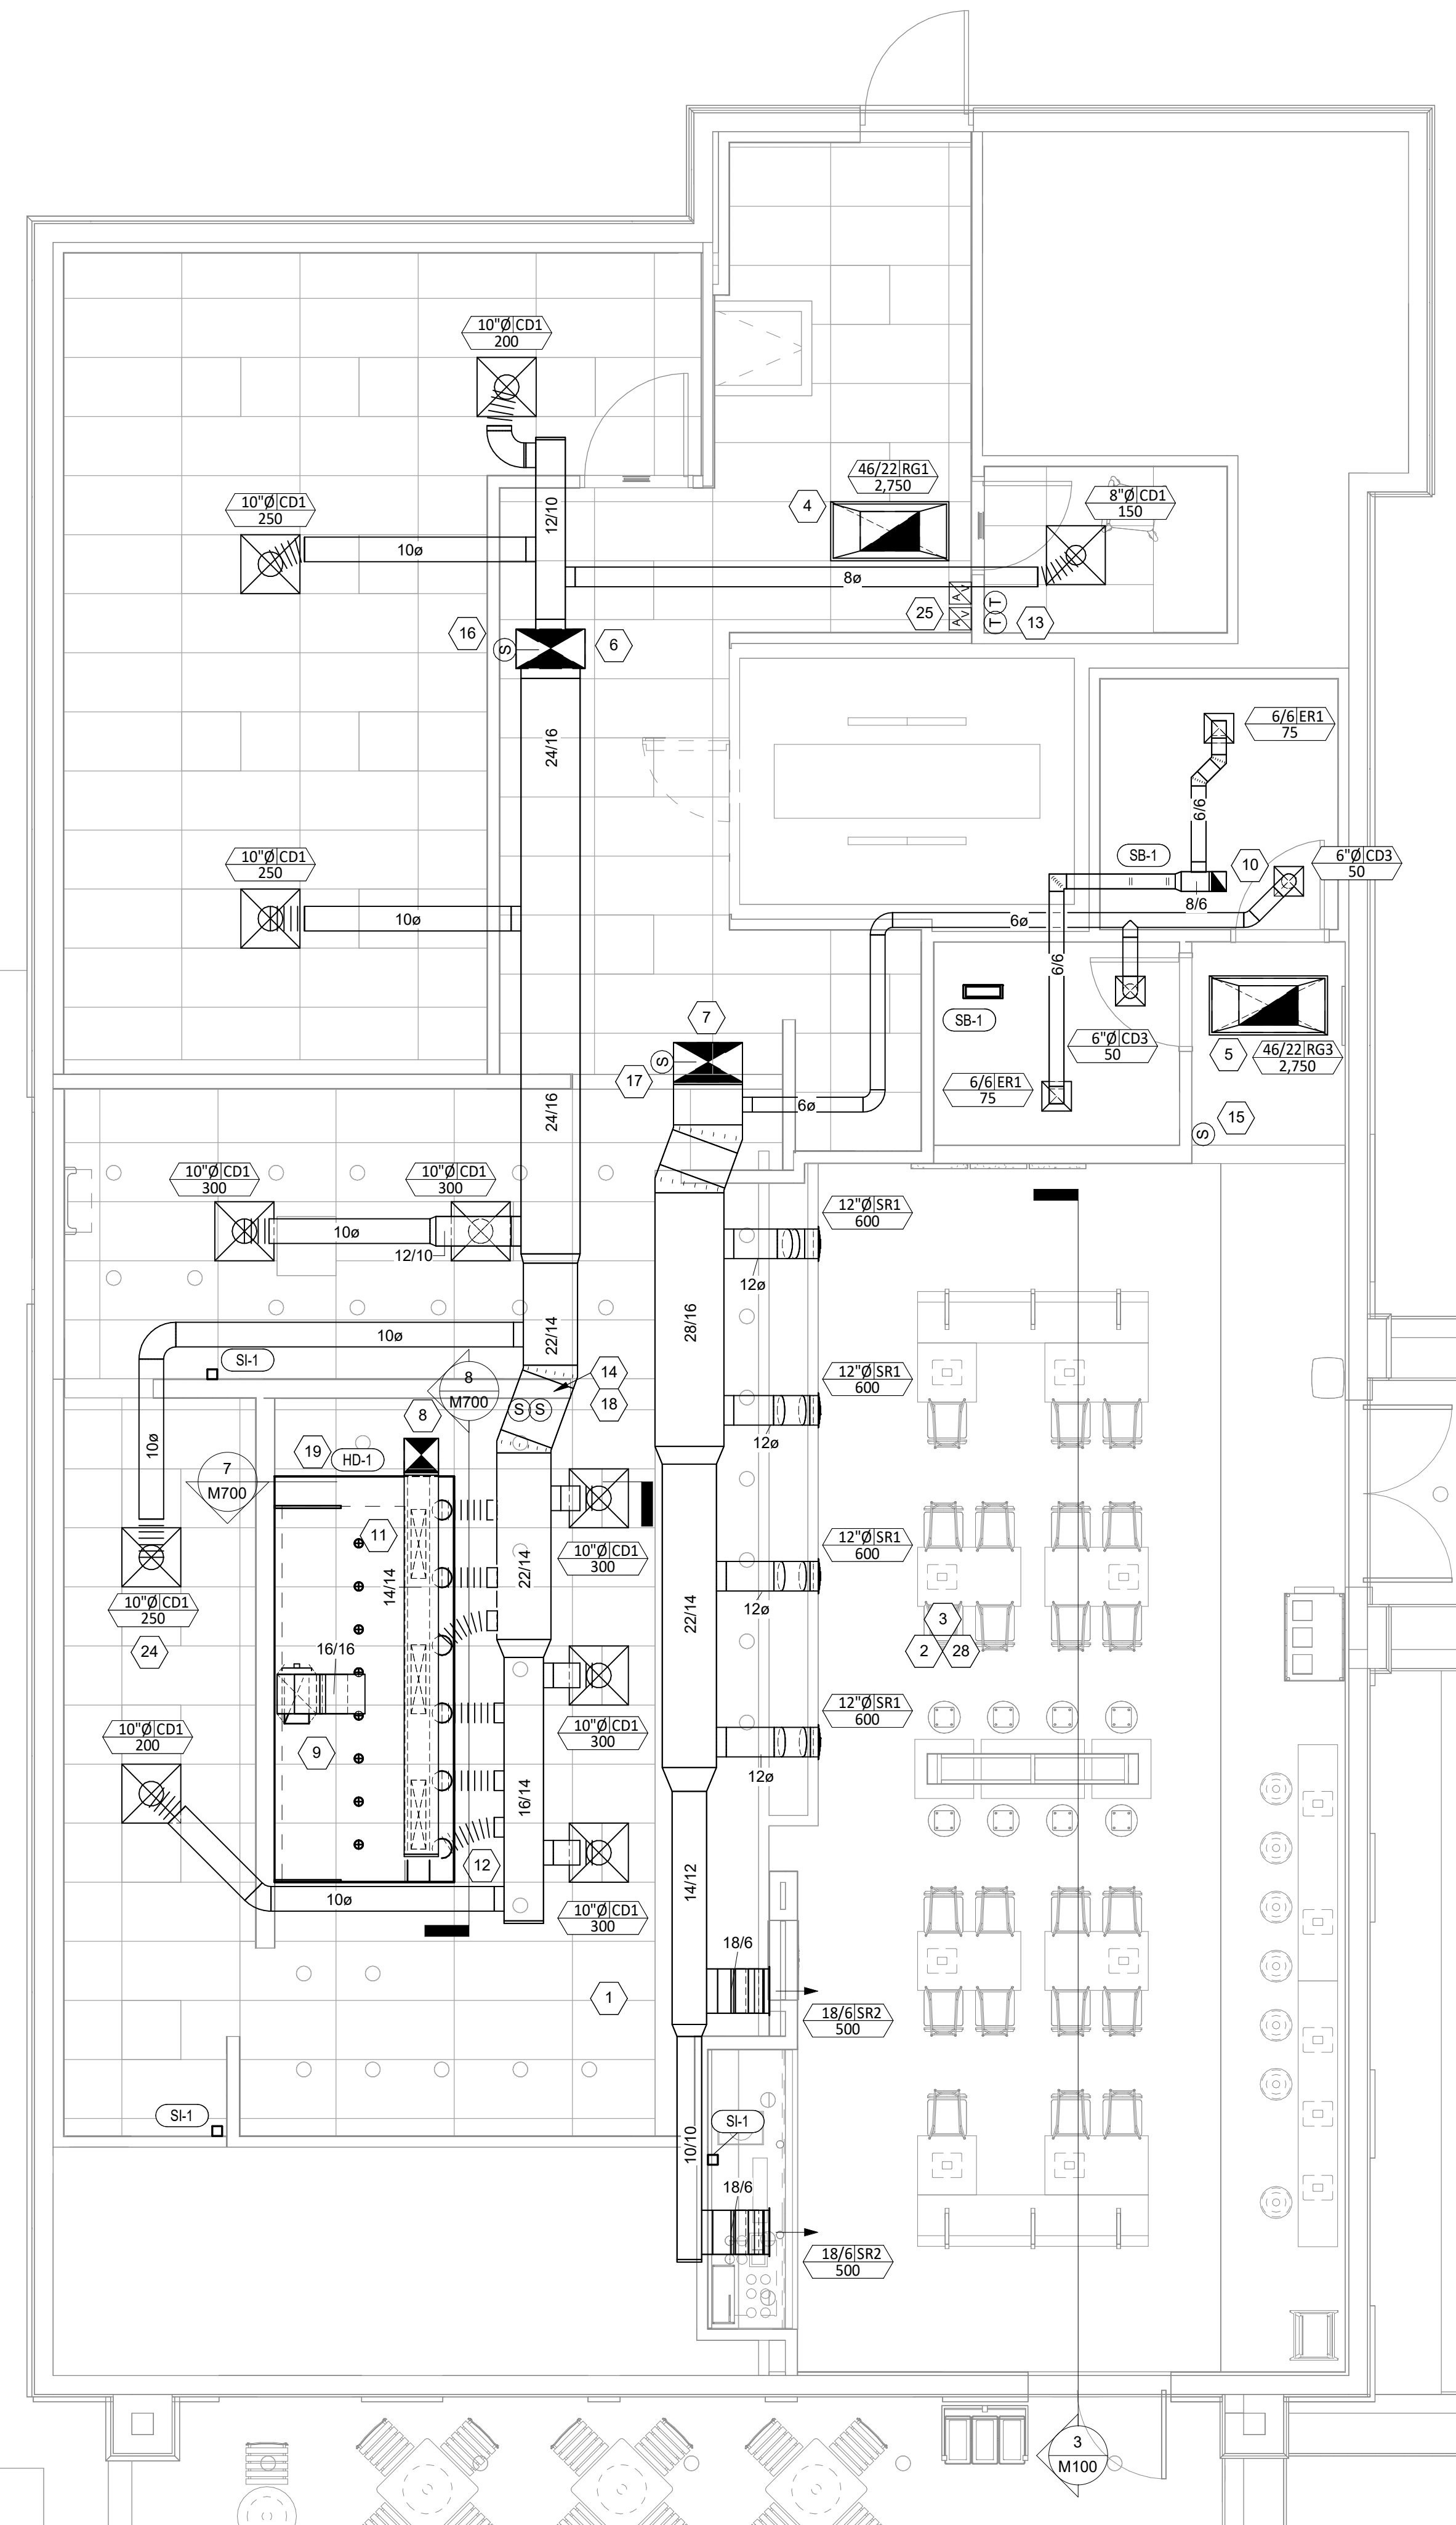 10"Ø CD1
200
46/22 RG1
2,750
8"Ø CD1
150
10"Ø CD1
250
4
12/10
10ø
8ø
A V
A V
25
T
T
13
16
S
6
24/16
6/6 ER1
75
6/6
10"Ø CD1
250
10ø
SB-1
10
6"Ø CD3
50
8/6
6ø
6/6
SB-1
7
S
17
6"Ø CD3
50
5
46/22 RG3
2,750
6/6 ER1
75
24/16
6ø
S
15
10"Ø CD1
300
10"Ø CD1
300
10ø
12/10
12"Ø SR1
600
12ø
28/16
10ø
22/14
SI-1
8
M700
14
18
S S
12"Ø SR1
600
12ø
8
10ø
19
HD-1
7
M700
11
14/14
22/14
10"Ø CD1
300
12"Ø SR1
600
12ø
22/14
10"Ø CD1
250
24
16/16
3
2
28
10"Ø CD1
200
9
10"Ø CD1
300
12"Ø SR1
600
12ø
16/14
14/12
12
10ø
10"Ø CD1
300
18/6
1
18/6 SR2
500
SI-1
SI-1
10/10
18/6
18/6 SR2
500
3
M100